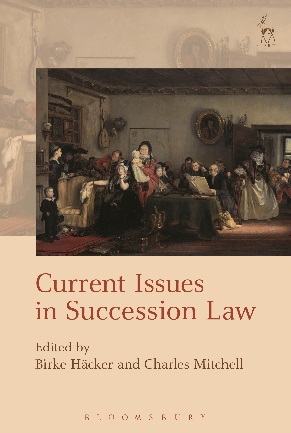 Current Issues
in Succession Law
Edited by
Birke Häcker and Charles Mitchell
BLOOMSBURY